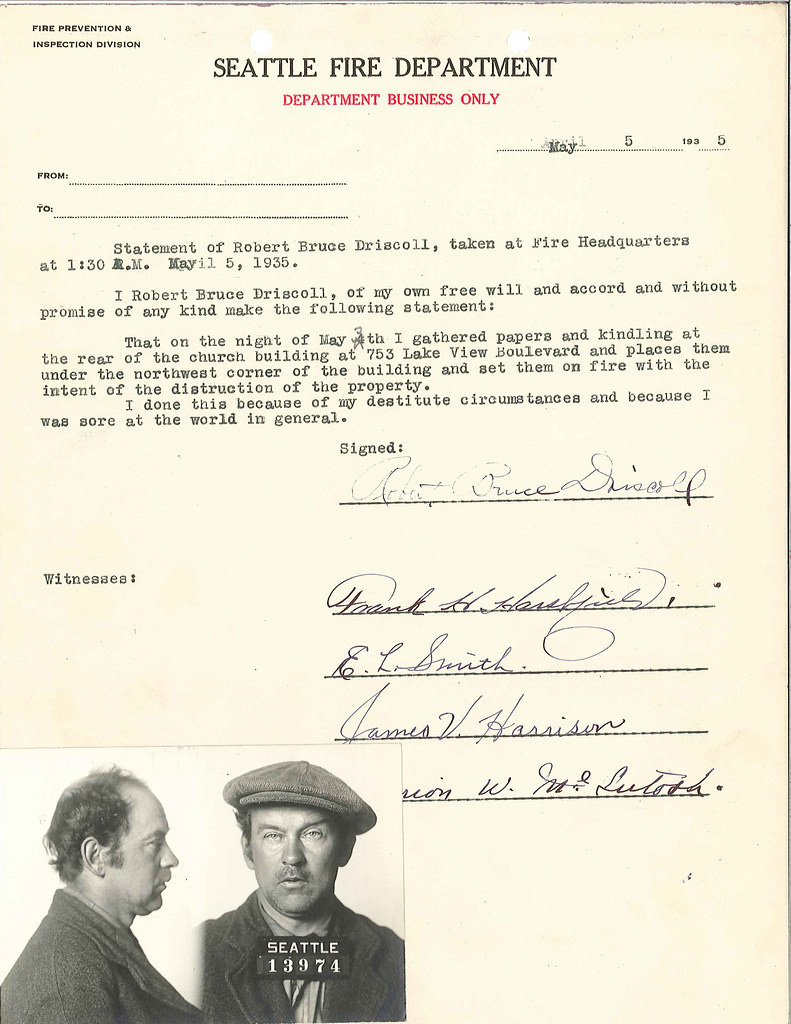 FIRE PREVENTION &
INSPECTION DIVISION
SEATTLE FIRE DEPARTMENT
DEPARTMENT BUSINESS ONLY
May 5 1935
FROM:
TO:
Statement of Robert Bruce Driscoll, taken at Fire Headquarters
at 1:30 A.M. May 5, 1935.
I Robert Bruce Driscoll, of my own free will and accord and without
promise of any kind make the following statement:
That on the night of May 3th I gathered papers and kindling at
the rear of the church building at 753 Lake View Boulevard and places them
under the northwest corner of the building and set them on fire with the
intent of the distruction of the property.
I done this because of my destitute circumstances and because I
was sore at the world in general.
Signed:
Robert Bruce Driscoll
Witnesses:
Frank H.
E. L. Smith.
James V. Harrison
W. McIntosh.
SEATTLE
13974